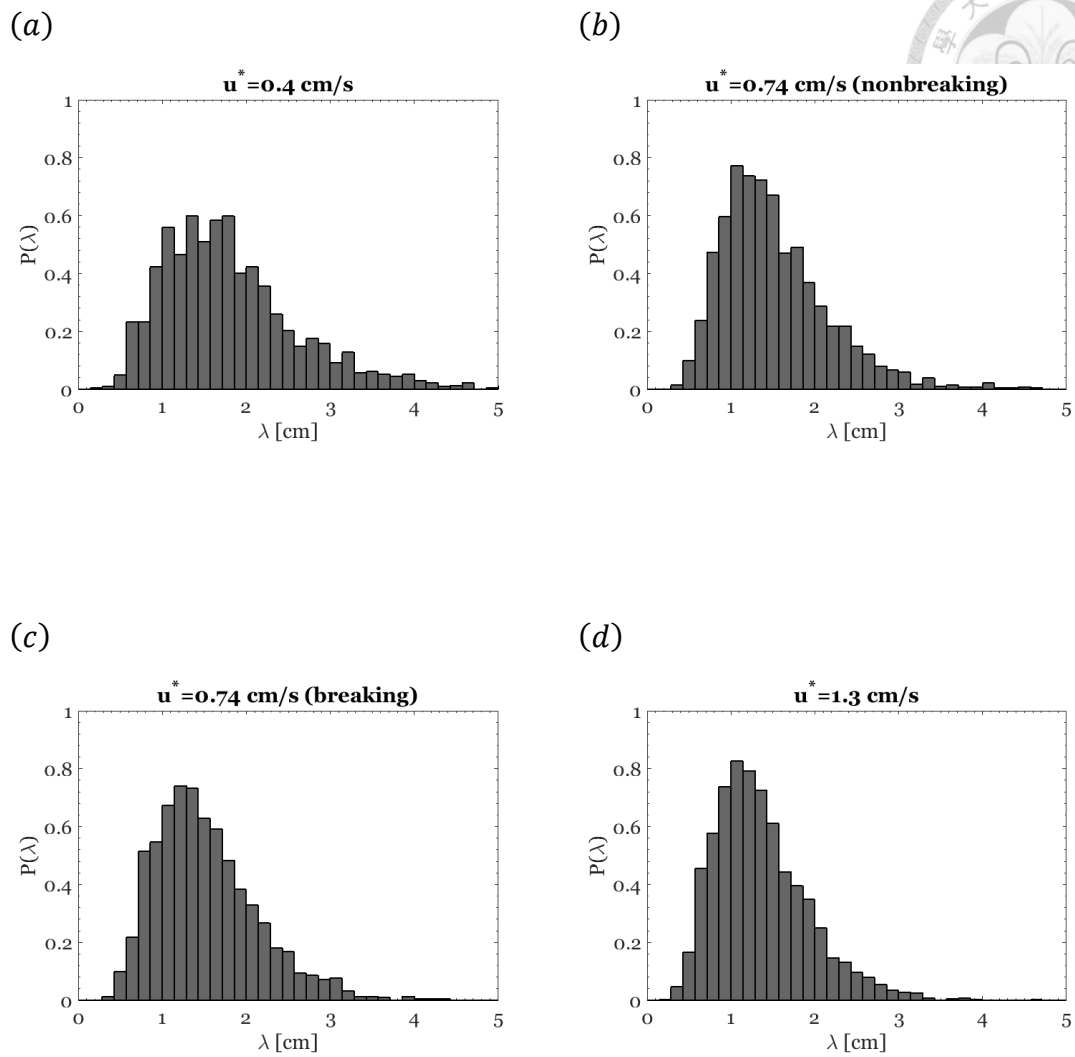 (a)
u*=0.4 cm/s
1
0.8
0.6
0.4
0.2
0
P(λ)
0 1 2 3 4 5
λ [cm]
(b)
大
學
u*=0.74 cm/s (nonbreaking)
1
0.8
0.6
0.4
0.2
0
P(λ)
0 1 2 3 4 5
λ [cm]
(c)
u*=0.74 cm/s (breaking)
1
0.8
0.6
0.4
0.2
0
P(λ)
0 1 2 3 4 5
λ [cm]
(d)
u*=1.3 cm/s
1
0.8
0.6
0.4
0.2
0
P(λ)
0 1 2 3 4 5
λ [cm]